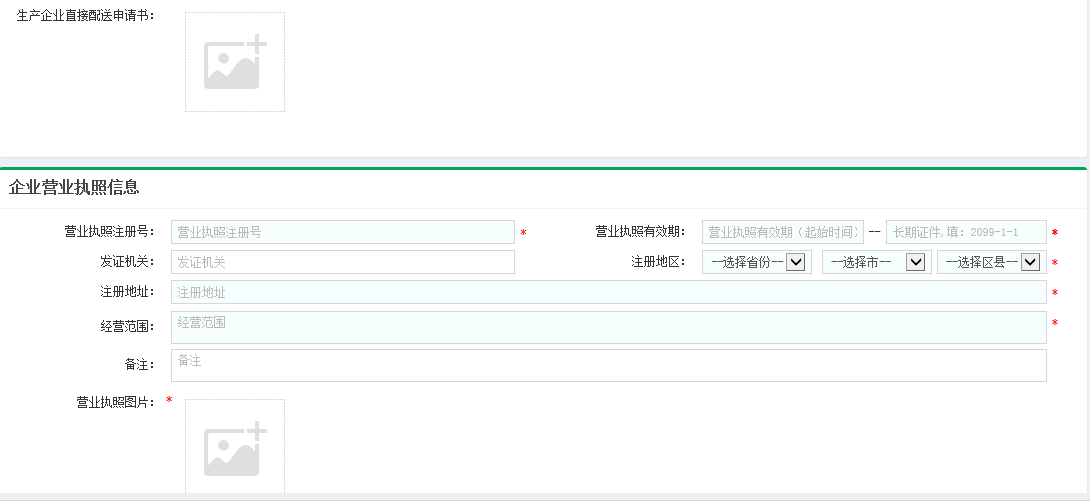 生产企业直接配送申请书:
企业营业执照信息
营业执照注册号: 营业执照注册号 * 营业执照有效期: 营业执照有效期（起始时间） -- 长期证件,填: 2099-1-1 *
发证机关: 发证机关 注册地区: --选择省份-- --选择市-- --选择区县-- *
注册地址: 注册地址 *
经营范围: 经营范围 *
备注: 备注
营业执照图片: *